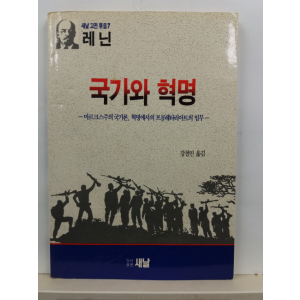 새날 고전 풍요7
레닌
국가와 혁명
- 마르크스주의 국가론, 혁명에서의 프롤레타리아트의 임무 -
옮김
새날